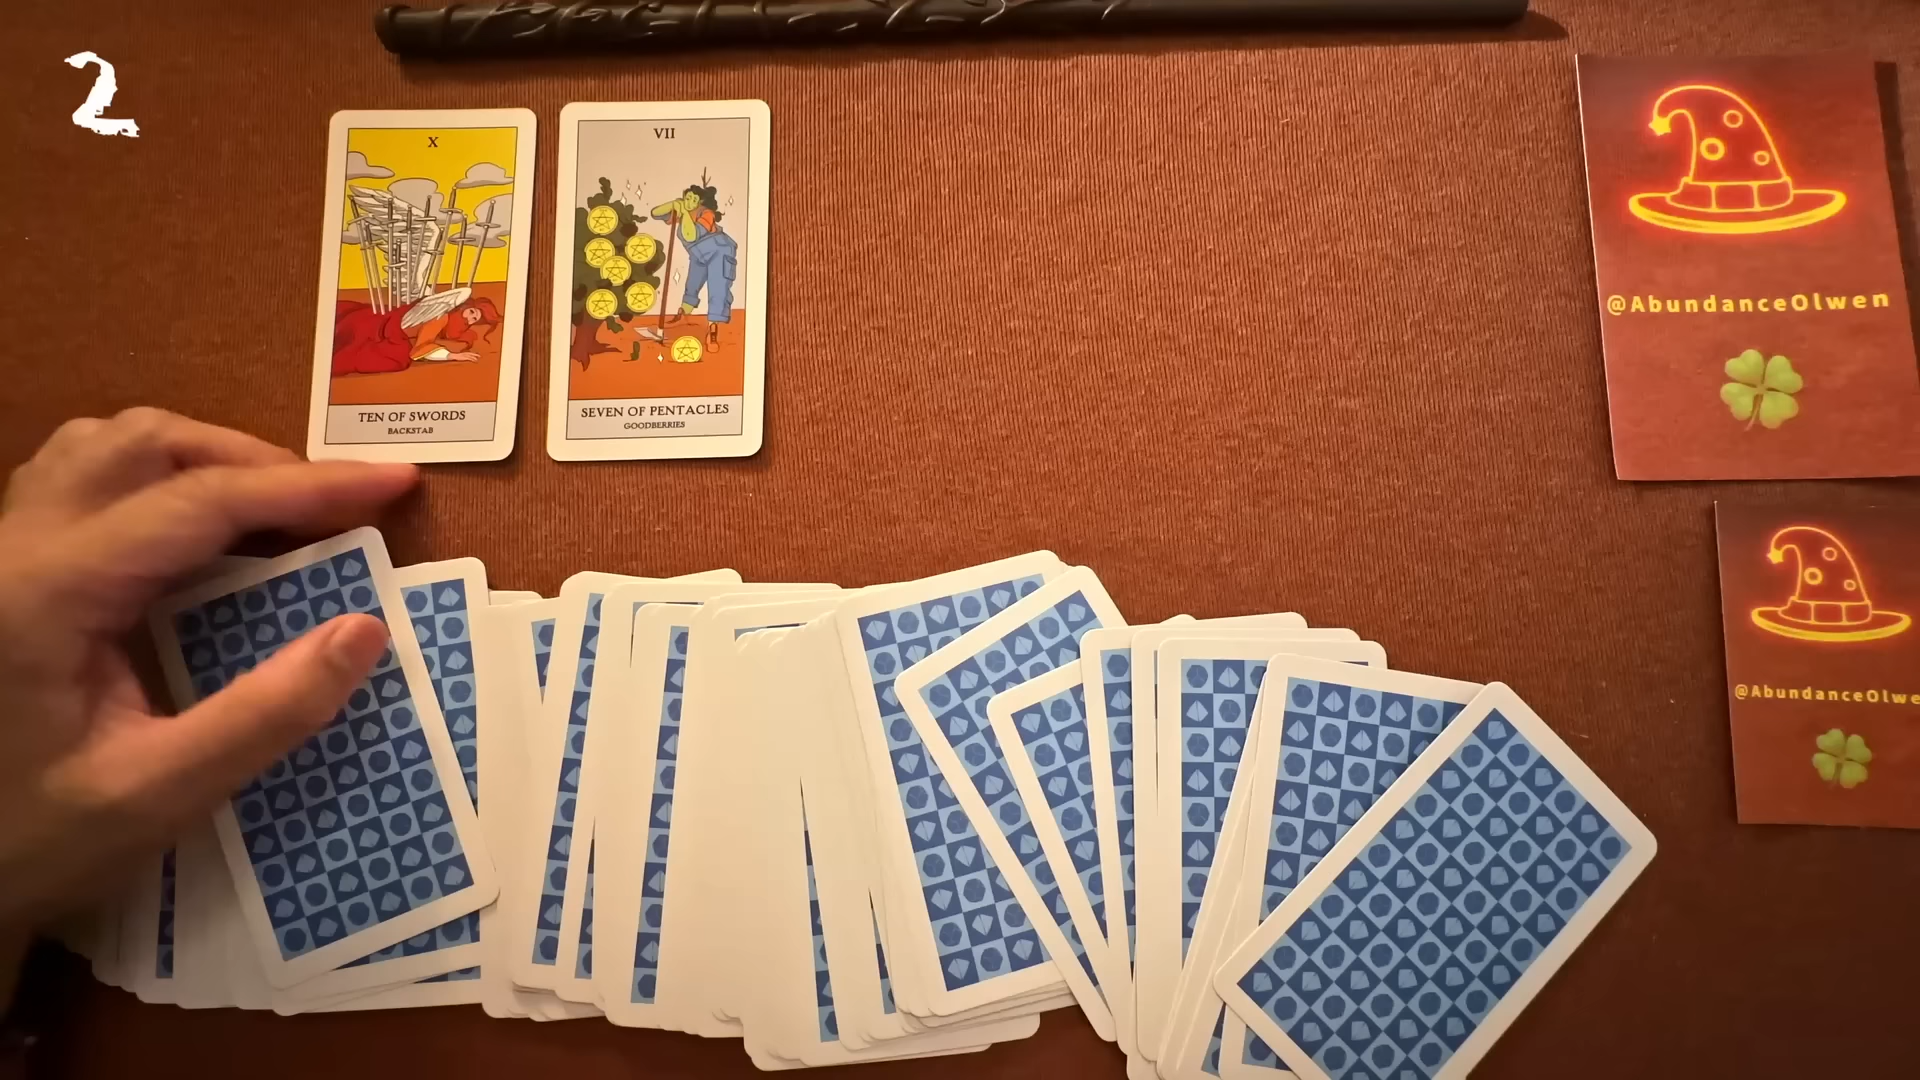 2
X
TEN OF SWORDS
BACKSTAB
VII
SEVEN OF PENTACLES
GOODBERRIES
@AbundanceOlwen
@AbundanceOlwe